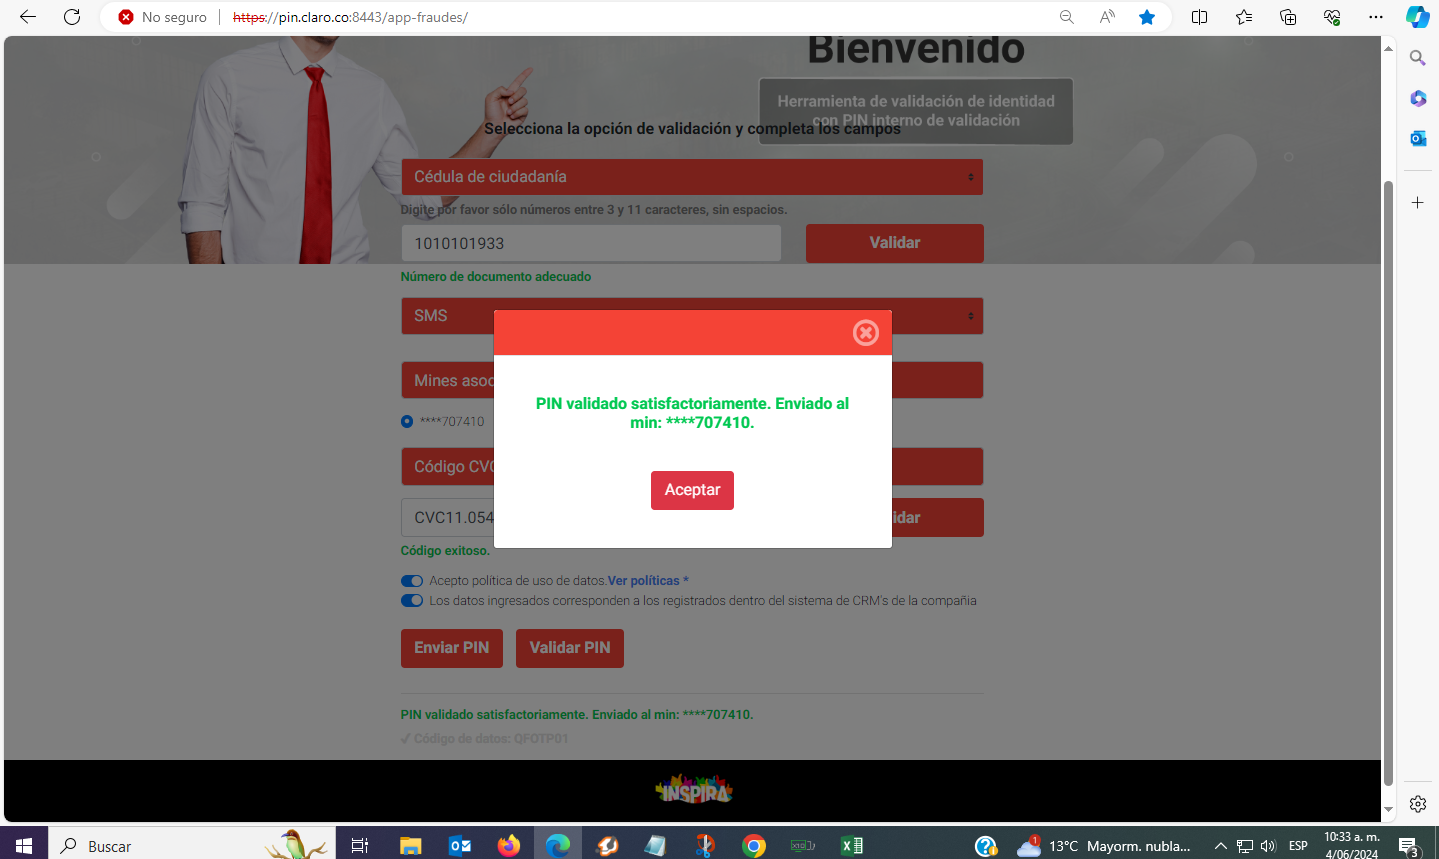 No seguro
https://pin.claro.co:8443/app-fraudes/
Bienvenido
Herramienta de validación de identidad
con PIN interno de validación
Selecciona la opción de validación y completa los campos
Cédula de ciudadanía
Digite por favor sólo números entre 3 y 11 caracteres, sin espacios.
1010101933
Validar
Número de documento adecuado
SMS
Mines asoc
****707410
PIN validado satisfactoriamente. Enviado al
min: ****707410.
Aceptar
Código CVC
CVC11.054
idar
Código exitoso.
Acepto política de uso de datos.Ver políticas *
Los datos ingresados corresponden a los registrados dentro del sistema de CRM's de la compañia
Enviar PIN
Validar PIN
PIN validado satisfactoriamente. Enviado al min: ****707410.
✓ Código de datos: QFOTP01
INSPIRA
Buscar
1
13°C Mayorm. nubla...
ESP
10:33 a. m.
4/06/2024
3